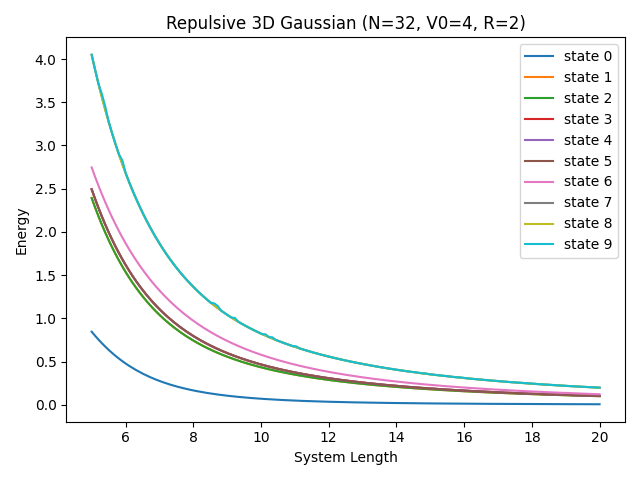 Repulsive 3D Gaussian (N=32, V0=4, R=2)
4.0
3.5
3.0
2.5
2.0
1.5
1.0
0.5
0.0
Energy
state 0
state 1
state 2
state 3
state 4
state 5
state 6
state 7
state 8
state 9
6 8 10 12 14 16 18 20
System Length